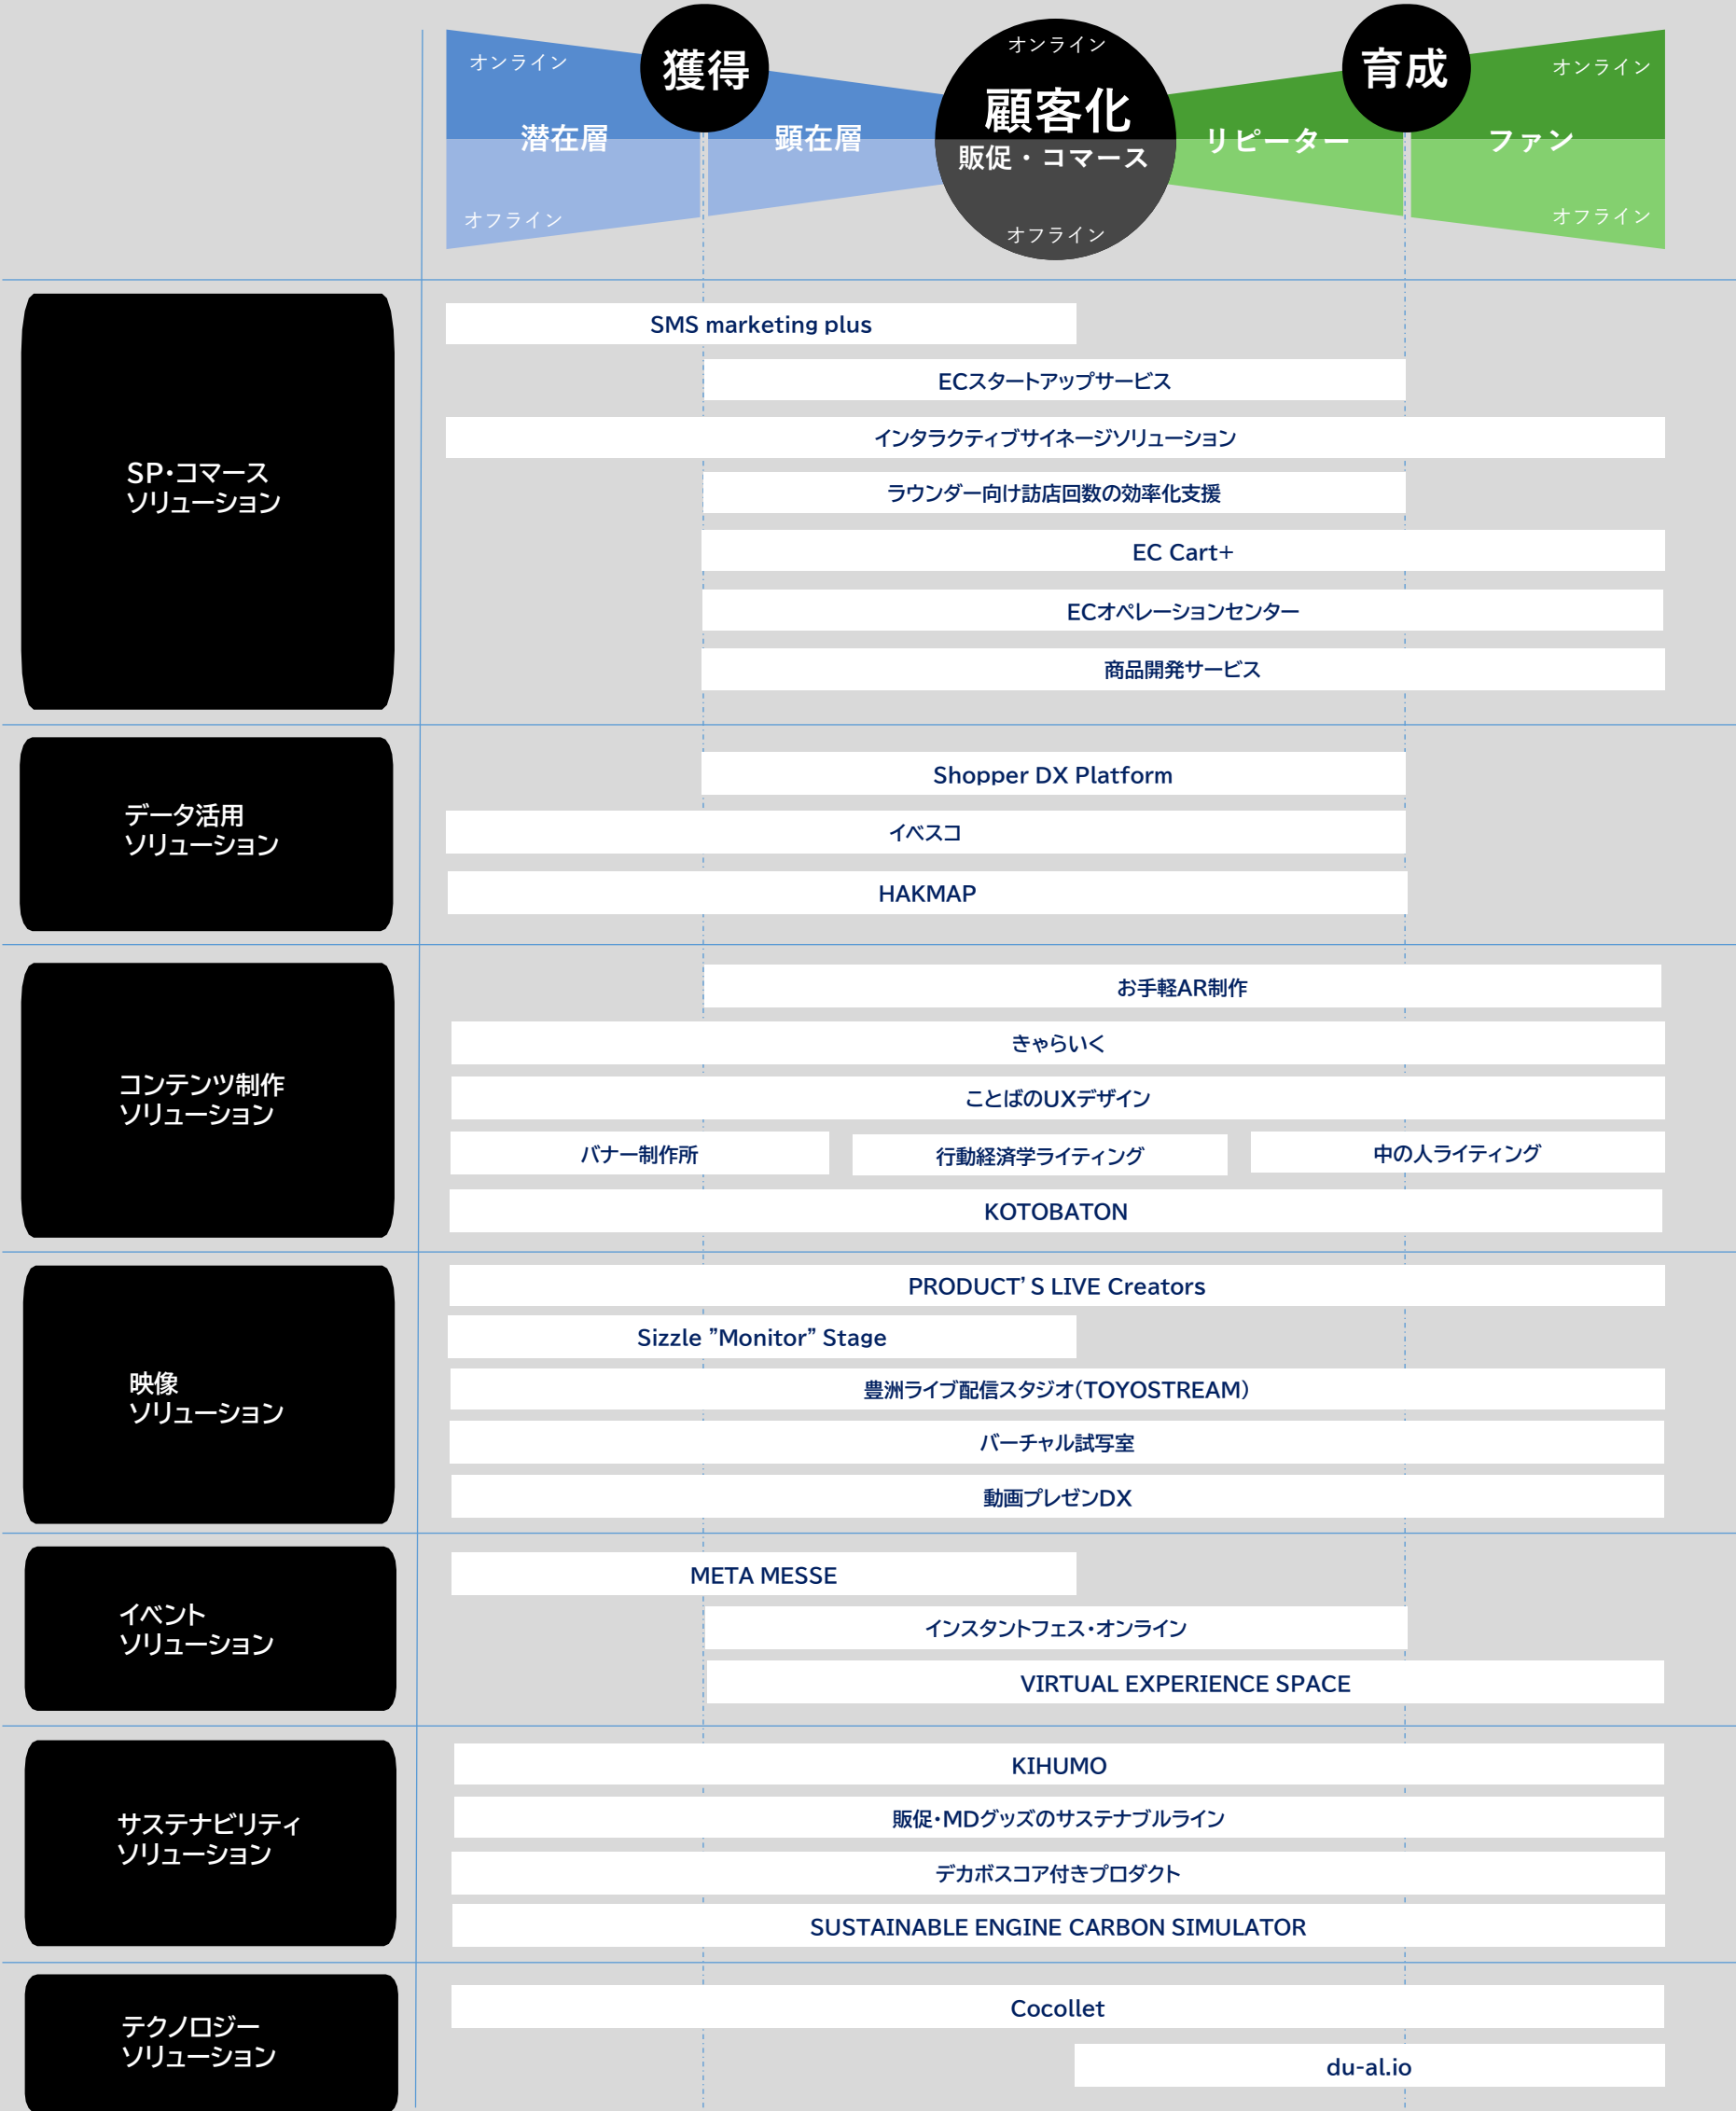 オンライン
獲得
オンライン
育成
オンライン
潜在層
顕在層
顧客化
販促・コマース
リピーター
ファン
オフライン
オフライン
オフライン
SP・コマース
ソリューション
SMS marketing plus
ECスタートアップサービス
インタラクティブサイネージソリューション
ラウンダー向け訪店回数の効率化支援
EC Cart+
ECオペレーションセンター
商品開発サービス
データ活用
ソリューション
Shopper DX Platform
イベスコ
HAKMAP
コンテンツ制作
ソリューション
お手軽AR制作
きゃらいく
ことばのUXデザイン
バナー制作所
行動経済学ライティング
中の人ライティング
KOTOBATON
映像
ソリューション
PRODUCT’S LIVE Creators
Sizzle ”Monitor” Stage
豊洲ライブ配信スタジオ（TOYOSTREAM）
バーチャル試写室
動画プレゼンDX
イベント
ソリューション
META MESSE
インスタントフェス・オンライン
VIRTUAL EXPERIENCE SPACE
サステナビリティ
ソリューション
KIHUMO
販促・MDグッズのサステナブルライン
デカボスコア付きプロダクト
SUSTAINABLE ENGINE CARBON SIMULATOR
テクノロジー
ソリューション
Cocollet
du-al.io